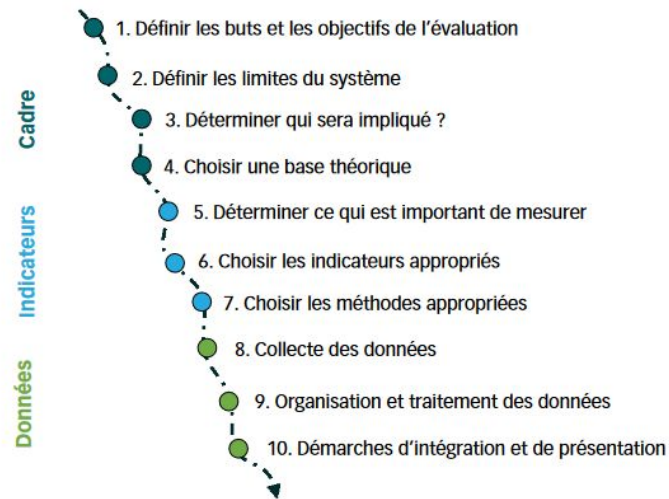 Cadre
1. Définir les buts et les objectifs de l'évaluation
2. Définir les limites du système
3. Déterminer qui sera impliqué ?
4. Choisir une base théorique
Indicateurs
5. Déterminer ce qui est important de mesurer
6. Choisir les indicateurs appropriés
7. Choisir les méthodes appropriées
Données
8. Collecte des données
9. Organisation et traitement des données
10. Démarches d'intégration et de présentation